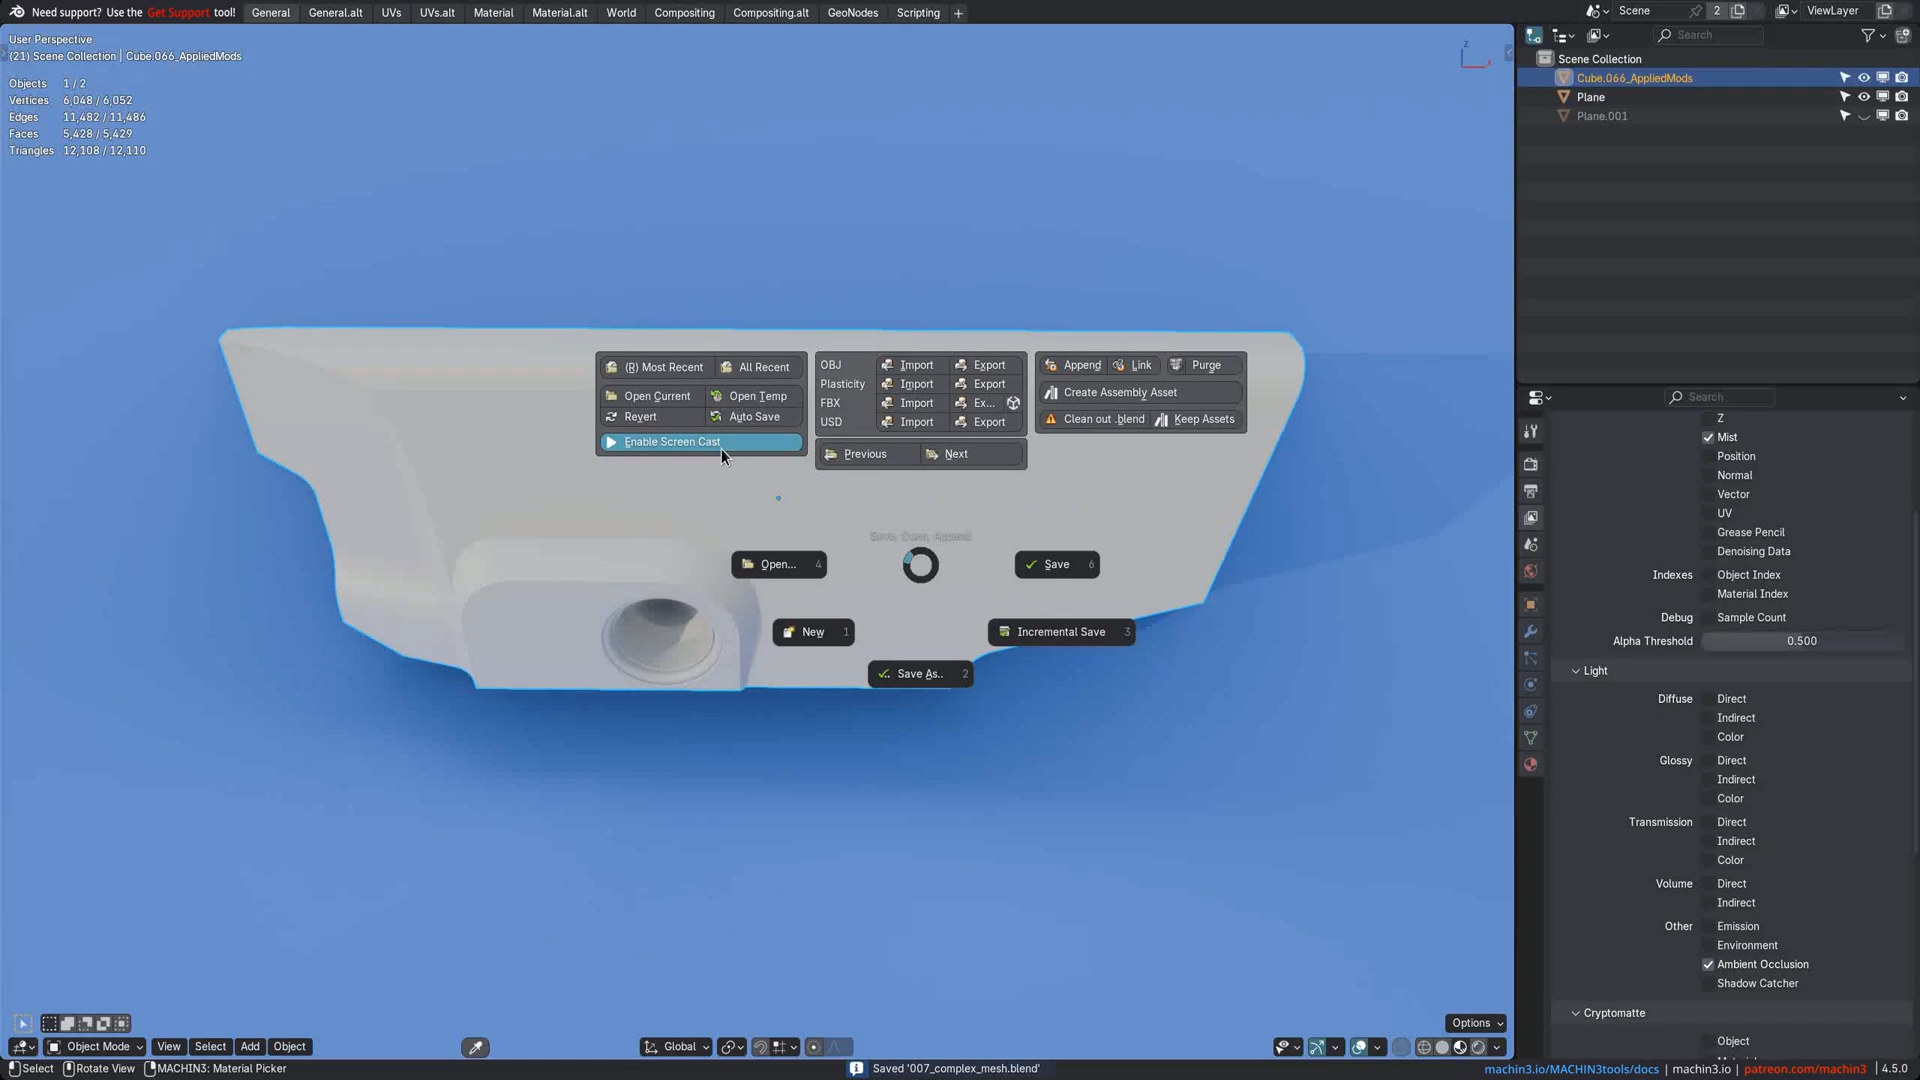 Need support? Use the Get Support tool!
General General.alt UVs UVs.alt Material Material.alt World Compositing Compositing.alt GeoNodes Scripting
Scene 2 ViewLayer
User Perspective
(21) Scene Collection | Cube.066_AppliedMods
Objects 1 / 2
Vertices 6,048 / 6,052
Edges 11,482 / 11,486
Faces 5,428 / 5,429
Triangles 12,108 / 12,110
Z
X
Search
Scene Collection
Cube.066_AppliedMods
Plane
Plane.001
(R) Most Recent All Recent
Open Current Open Temp
Revert Auto Save
Enable Screen Cast
OBJ Import Export
Plasticity Import Export
FBX Import Ex...
USD Import Export
Previous Next
Append Link Purge
Create Assembly Asset
Clean out .blend Keep Assets
Save, Open, Append
Open... 4
Save 6
New 1
Incremental Save 3
Save As.. 2
Search
Z
Mist
Position
Normal
Vector
UV
Grease Pencil
Denoising Data
Indexes Object Index
Material Index
Debug Sample Count
Alpha Threshold 0.500
Light
Diffuse Direct
Indirect
Color
Glossy Direct
Indirect
Color
Transmission Direct
Indirect
Color
Volume Direct
Indirect
Other Emission
Environment
Ambient Occlusion
Shadow Catcher
Cryptomatte
Object
Options
Object Mode View Select Add Object
Global
Select Rotate View MACHIN3: Material Picker
Saved '007_complex_mesh.blend'
machin3.io/MACHIN3tools/docs | machin3.io | patreon.com/machin3 | 4.5.0